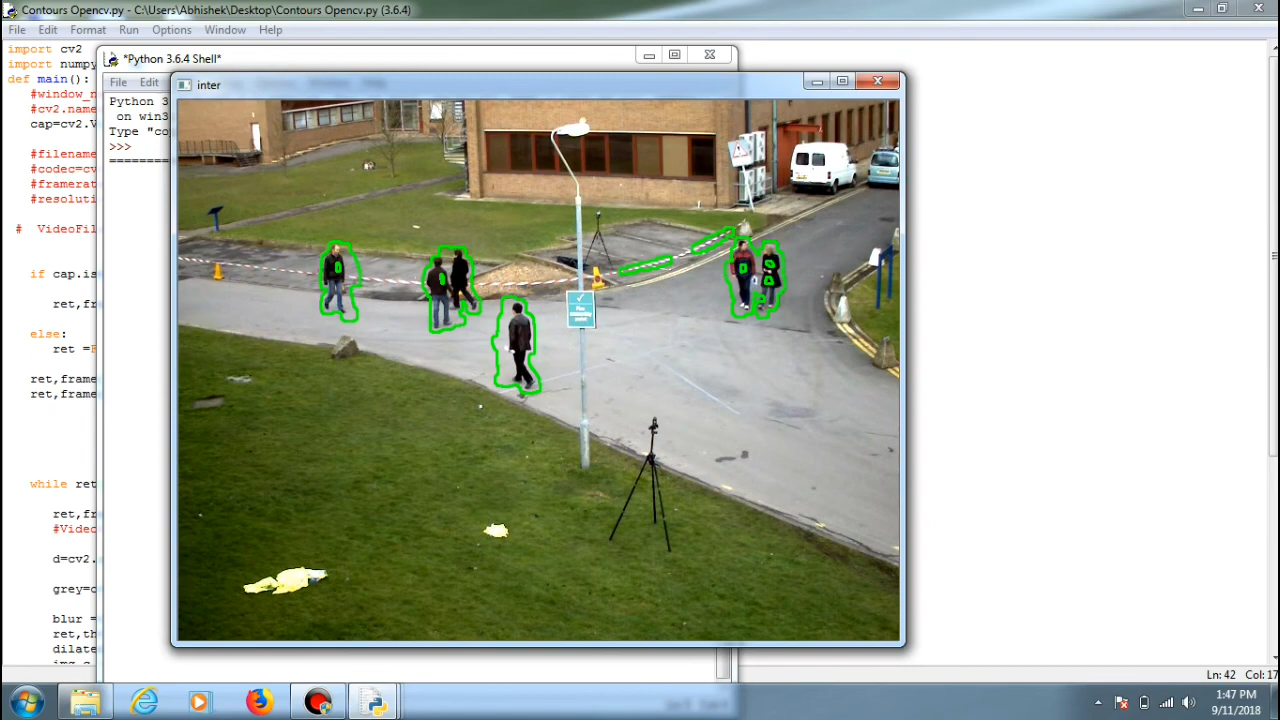 Contours Opencv.py - C:\Users\Abhishek\Desktop\Contours Opencv.py (3.6.4)
File Edit Format Run Options Window Help
import cv2
import numpy
def main():
#window_n
#cv2.name
cap=cv2.V
#filename
#codec=cv
#framerat
#resoluti
# VideoFil
if cap.is
ret,fr
else:
ret =
ret,frame
ret,frame
while ret
ret,fr
#Video
d=cv2.
grey=c
blur =
ret,th
dilate
*Python 3.6.4 Shell*
File Edit
Python 3
on win3
Type "co
>>>
========
inter
Ln: 42 Col: 17
1:47 PM
9/11/2018